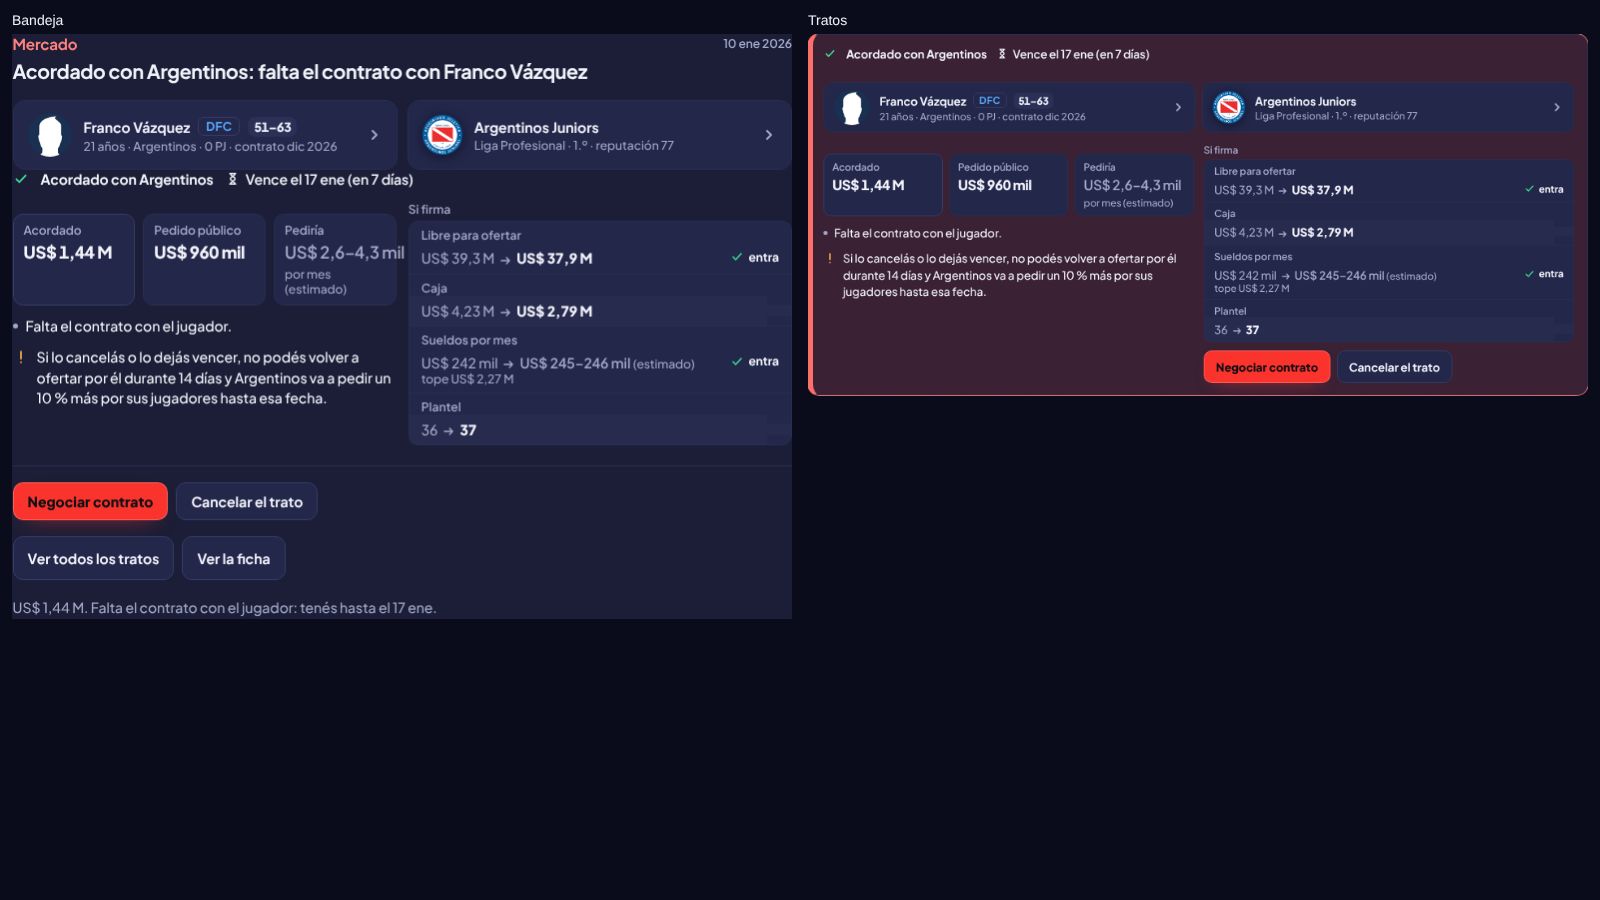 Bandeja
Mercado
10 ene 2026
Acordado con Argentinos: falta el contrato con Franco Vázquez
Franco Vázquez DFC 51–63
21 años · Argentinos · 0 PJ · contrato dic 2026
Argentinos Juniors
Liga Profesional · 1.º · reputación 77
Acordado con Argentinos Vence el 17 ene (en 7 días)
Acordado
US$ 1,44 M
Pedido público
US$ 960 mil
Pediría
US$ 2,6–4,3 mil
por mes
(estimado)
Falta el contrato con el jugador.
! Si lo cancelás o lo dejás vencer, no podés volver a
ofertar por él durante 14 días y Argentinos va a pedir un
10 % más por sus jugadores hasta esa fecha.
Si firma
Libre para ofertar
US$ 39,3 M → US$ 37,9 M
entra
Caja
US$ 4,23 M → US$ 2,79 M
Sueldos por mes
US$ 242 mil → US$ 245–246 mil (estimado)
tope US$ 2,27 M
entra
Plantel
36 → 37
Negociar contrato
Cancelar el trato
Ver todos los tratos
Ver la ficha
US$ 1,44 M. Falta el contrato con el jugador: tenés hasta el 17 ene.
Tratos
Acordado con Argentinos Vence el 17 ene (en 7 días)
Franco Vázquez DFC 51–63
21 años · Argentinos · 0 PJ · contrato dic 2026
Argentinos Juniors
Liga Profesional · 1.º · reputación 77
Acordado
US$ 1,44 M
Pedido público
US$ 960 mil
Pediría
US$ 2,6–4,3 mil
por mes (estimado)
Falta el contrato con el jugador.
! Si lo cancelás o lo dejás vencer, no podés volver a ofertar por él
durante 14 días y Argentinos va a pedir un 10 % más por sus
jugadores hasta esa fecha.
Si firma
Libre para ofertar
US$ 39,3 M → US$ 37,9 M
entra
Caja
US$ 4,23 M → US$ 2,79 M
Sueldos por mes
US$ 242 mil → US$ 245–246 mil (estimado)
tope US$ 2,27 M
entra
Plantel
36 → 37
Negociar contrato
Cancelar el trato